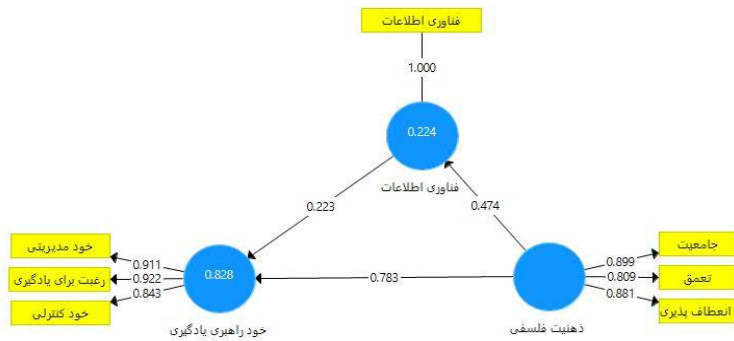 فناوری اطلاعات
1.000
0.224
فناوری اطلاعات
0.223
0.474
خود مدیریتی
0.911
رغبت برای یادگیری
0.922
خود کنترلی
0.843
0.828
خود راهبری یادگیری
0.783
ذهنیت فلسفی
0.899
جامعیت
0.809
تعمق
0.881
انعطاف پذیری